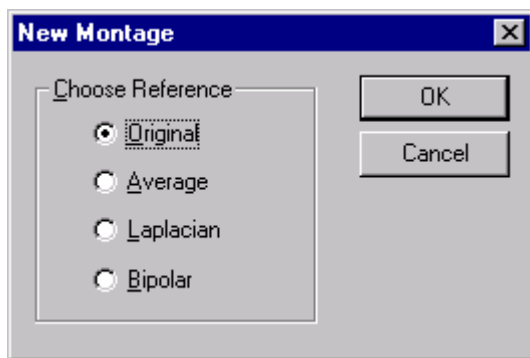 New Montage
Choose Reference
Original
Average
Laplacian
Bipolar
OK
Cancel